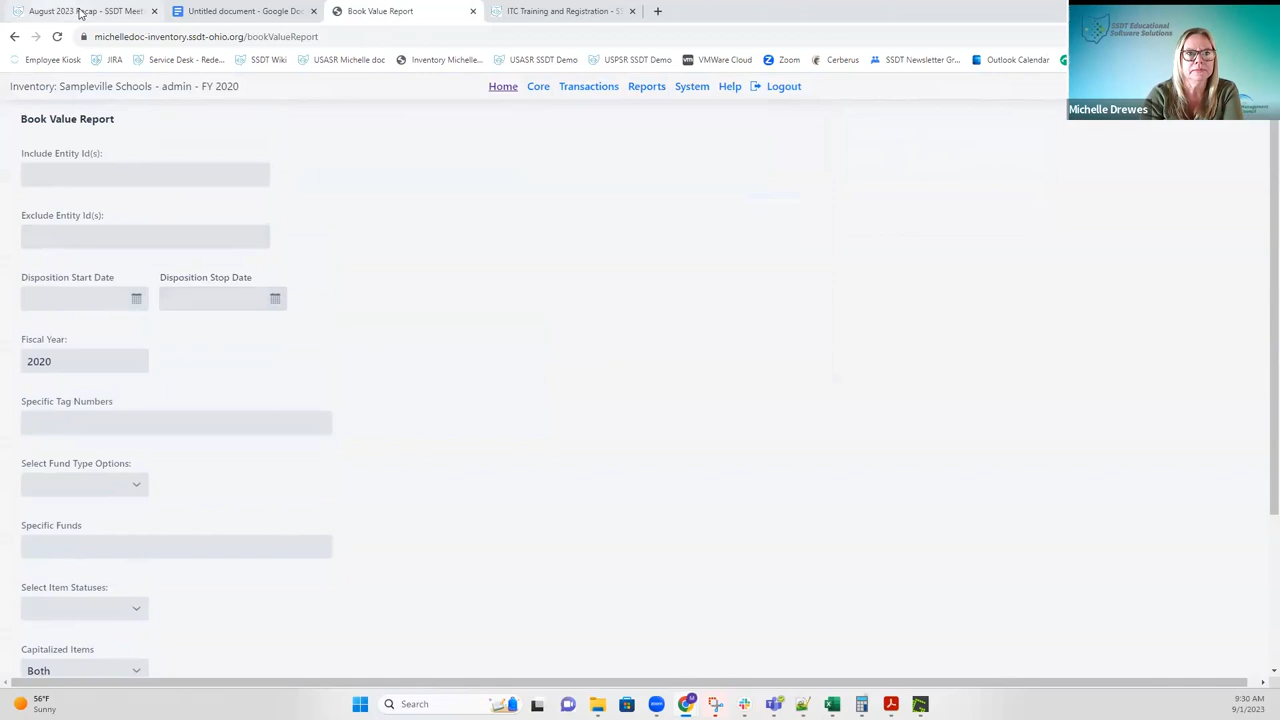 August 2023 Recap - SSDT Meet
Untitled document - Google Doc
Book Value Report
ITC Training and Registration - SS
michelledoc-inventory.ssdt-ohio.org/bookValueReport
Employee Kiosk
JIRA
Service Desk - Rede...
SSDT Wiki
USASR Michelle doc
Inventory Michelle...
USASR SSDT Demo
USPSR SSDT Demo
VMWare Cloud
Zoom
Cerberus
SSDT Newsletter Gr...
Outlook Calendar
SSDT Educational
Software Solutions
Michelle Drewes
Inventory: Sampleville Schools - admin - FY 2020
Home Core Transactions Reports System Help Logout
Book Value Report
Include Entity Id(s):
Exclude Entity Id(s):
Disposition Start Date Disposition Stop Date
Fiscal Year:
2020
Specific Tag Numbers
Select Fund Type Options:
Specific Funds
Select Item Statuses:
Capitalized Items
Both
56°F
Sunny
Search
9:30 AM
9/1/2023